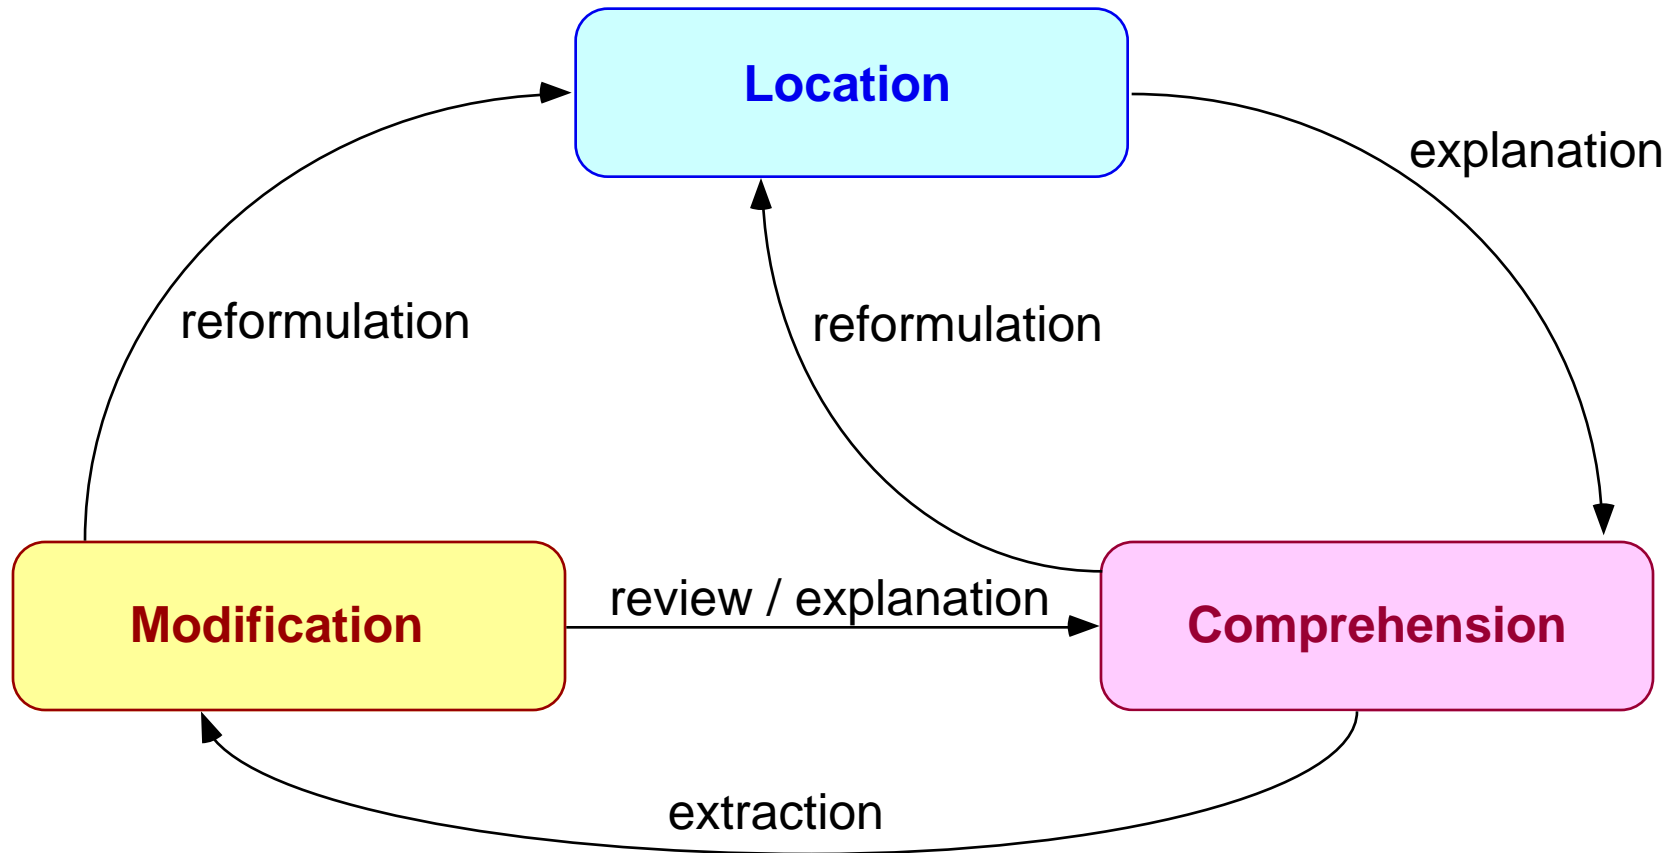 Location
explanation
reformulation
reformulation
review / explanation
Modification
Comprehension
extraction